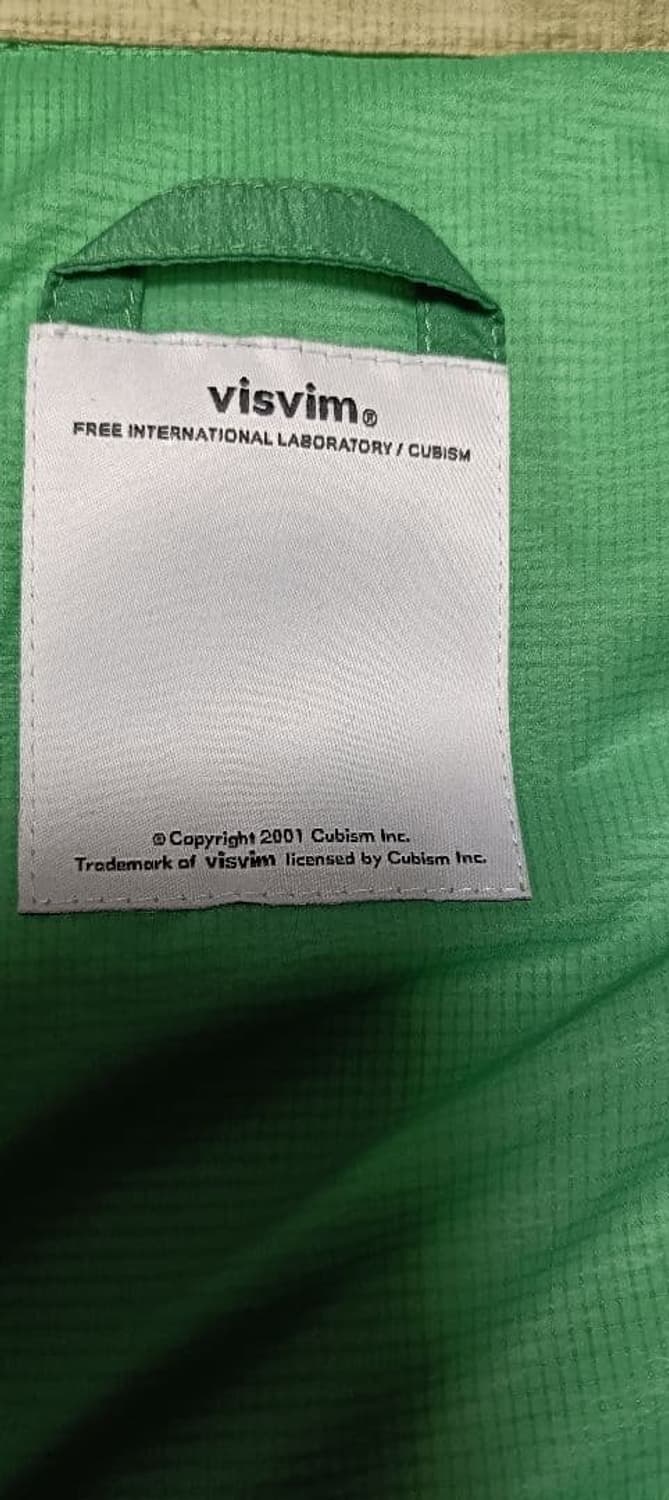 visvim®
FREE INTERNATIONAL LABORATORY / CUBISM
© Copyright 2001 Cubism Inc.
Trademark of visvim licensed by Cubism Inc.